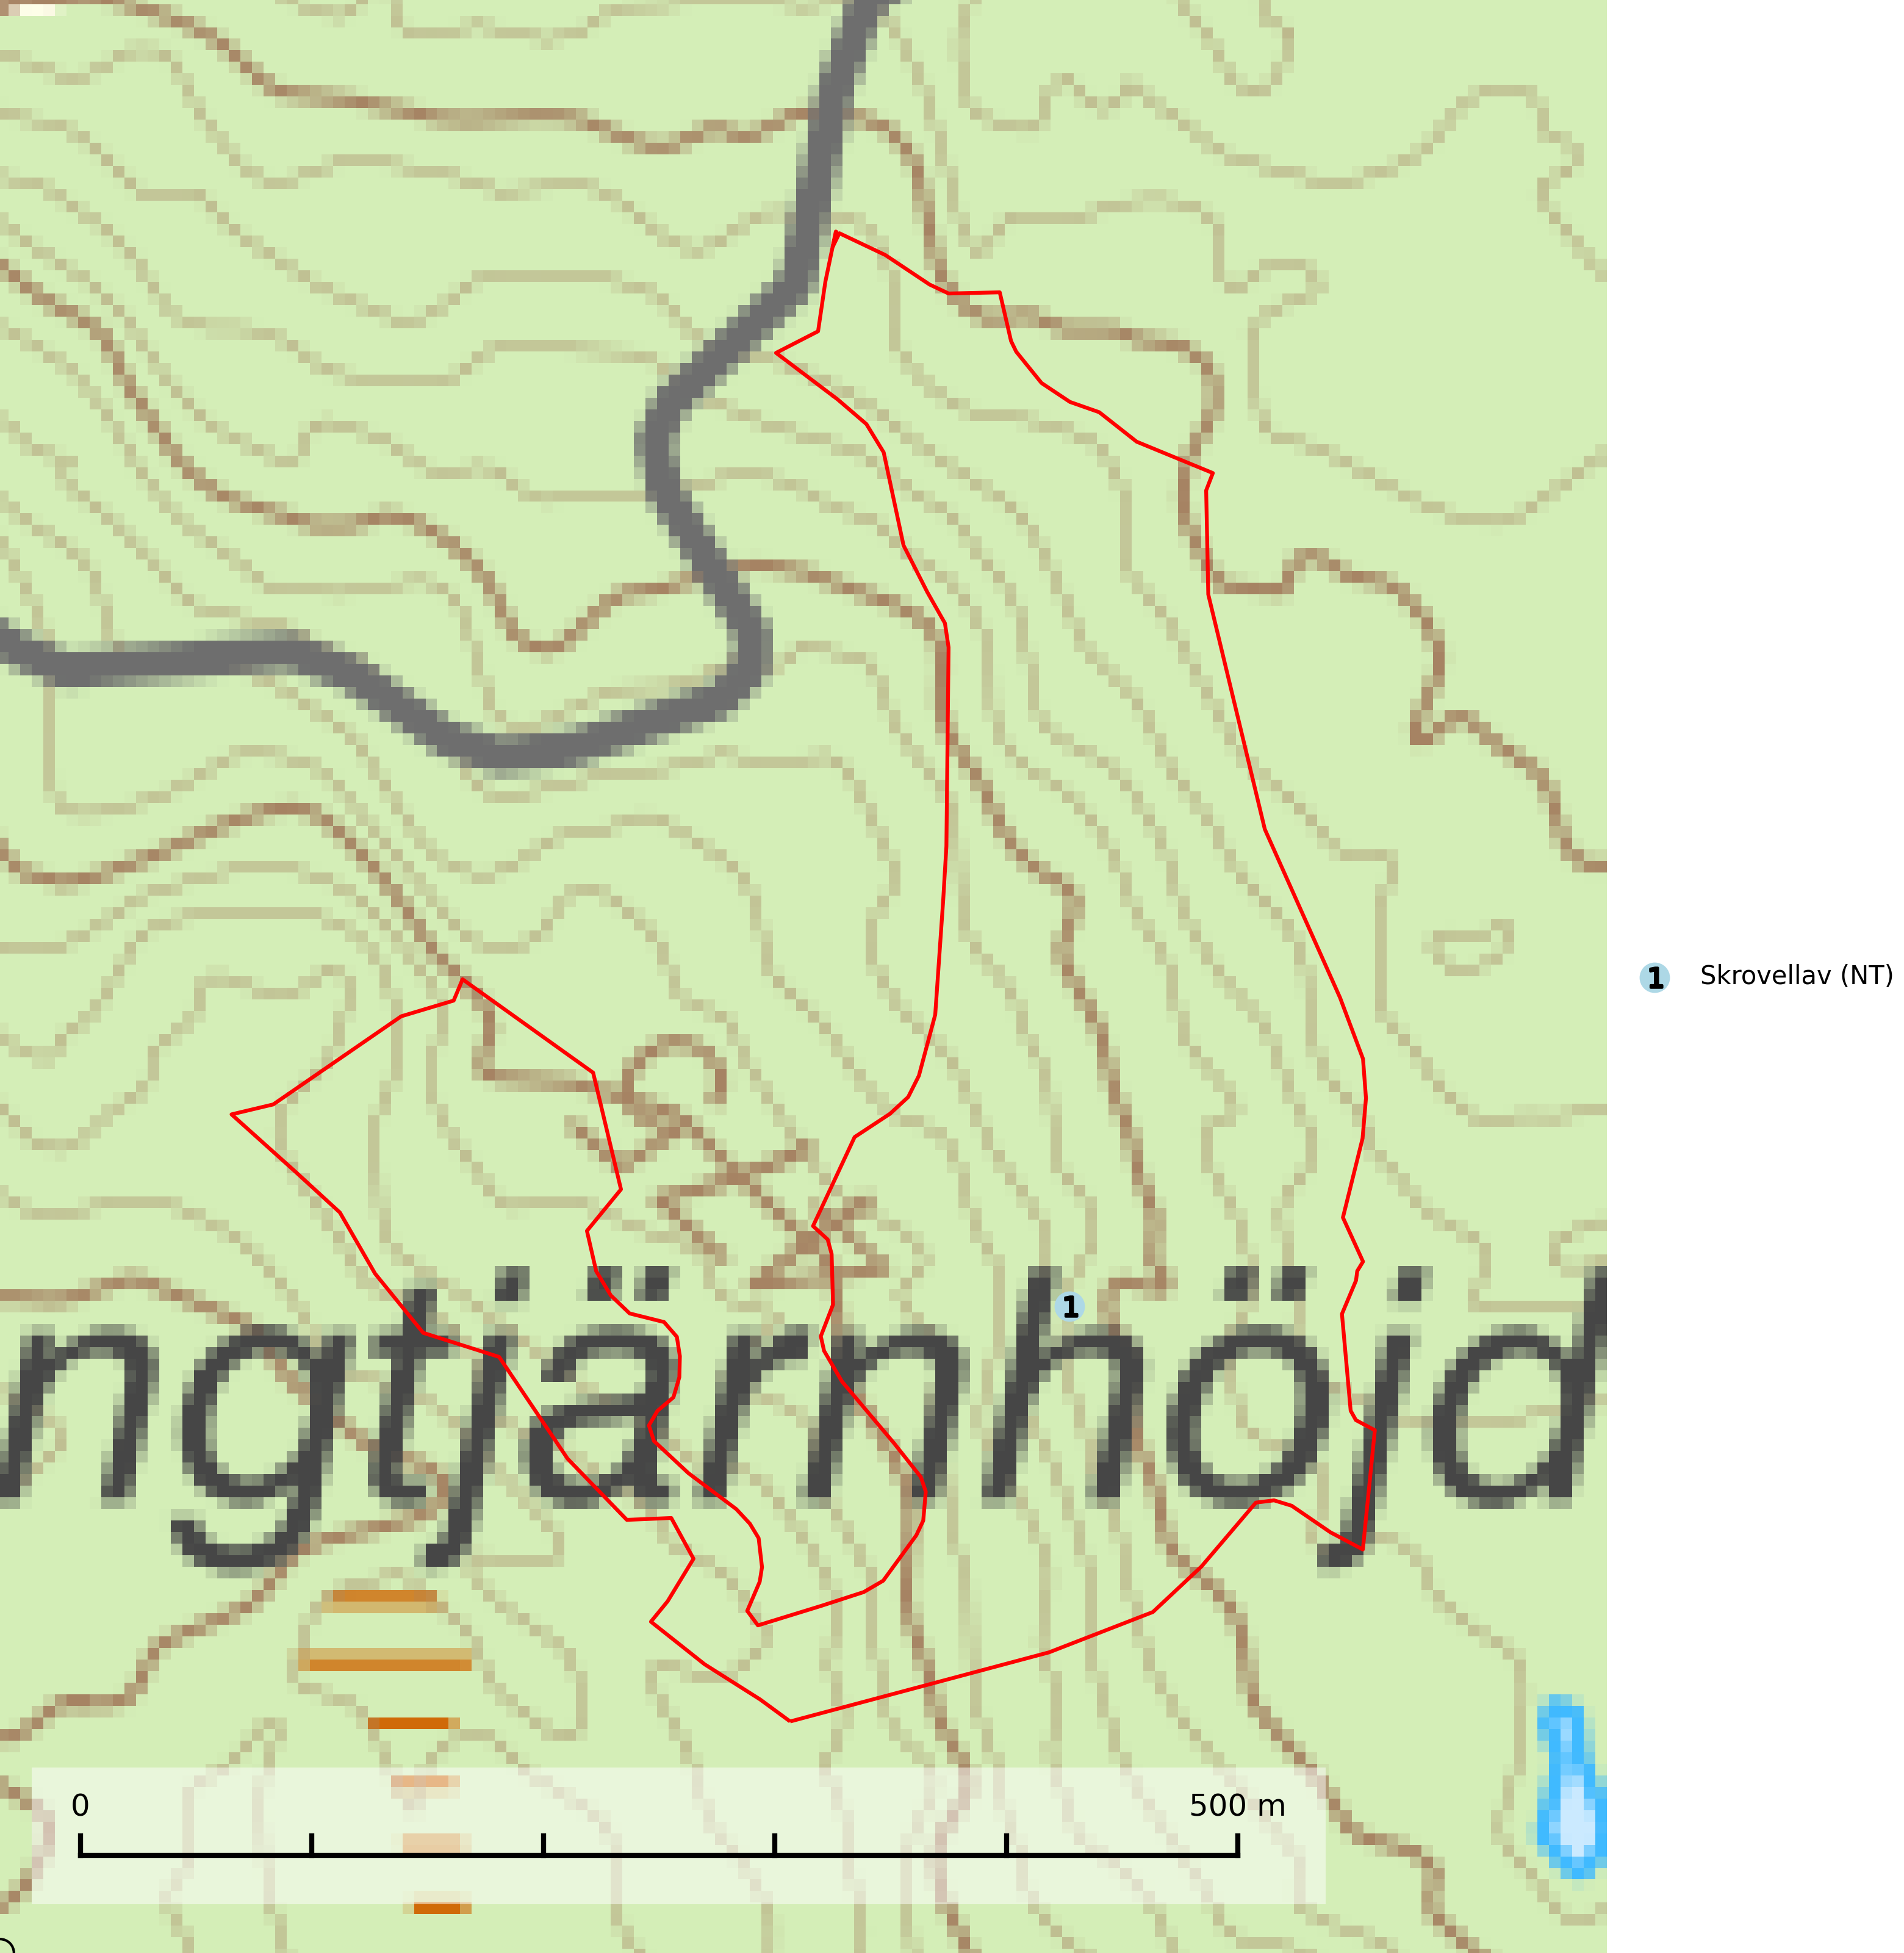 1 Skrovellav (NT)
1
ngtjärnhöjd
0 500 m